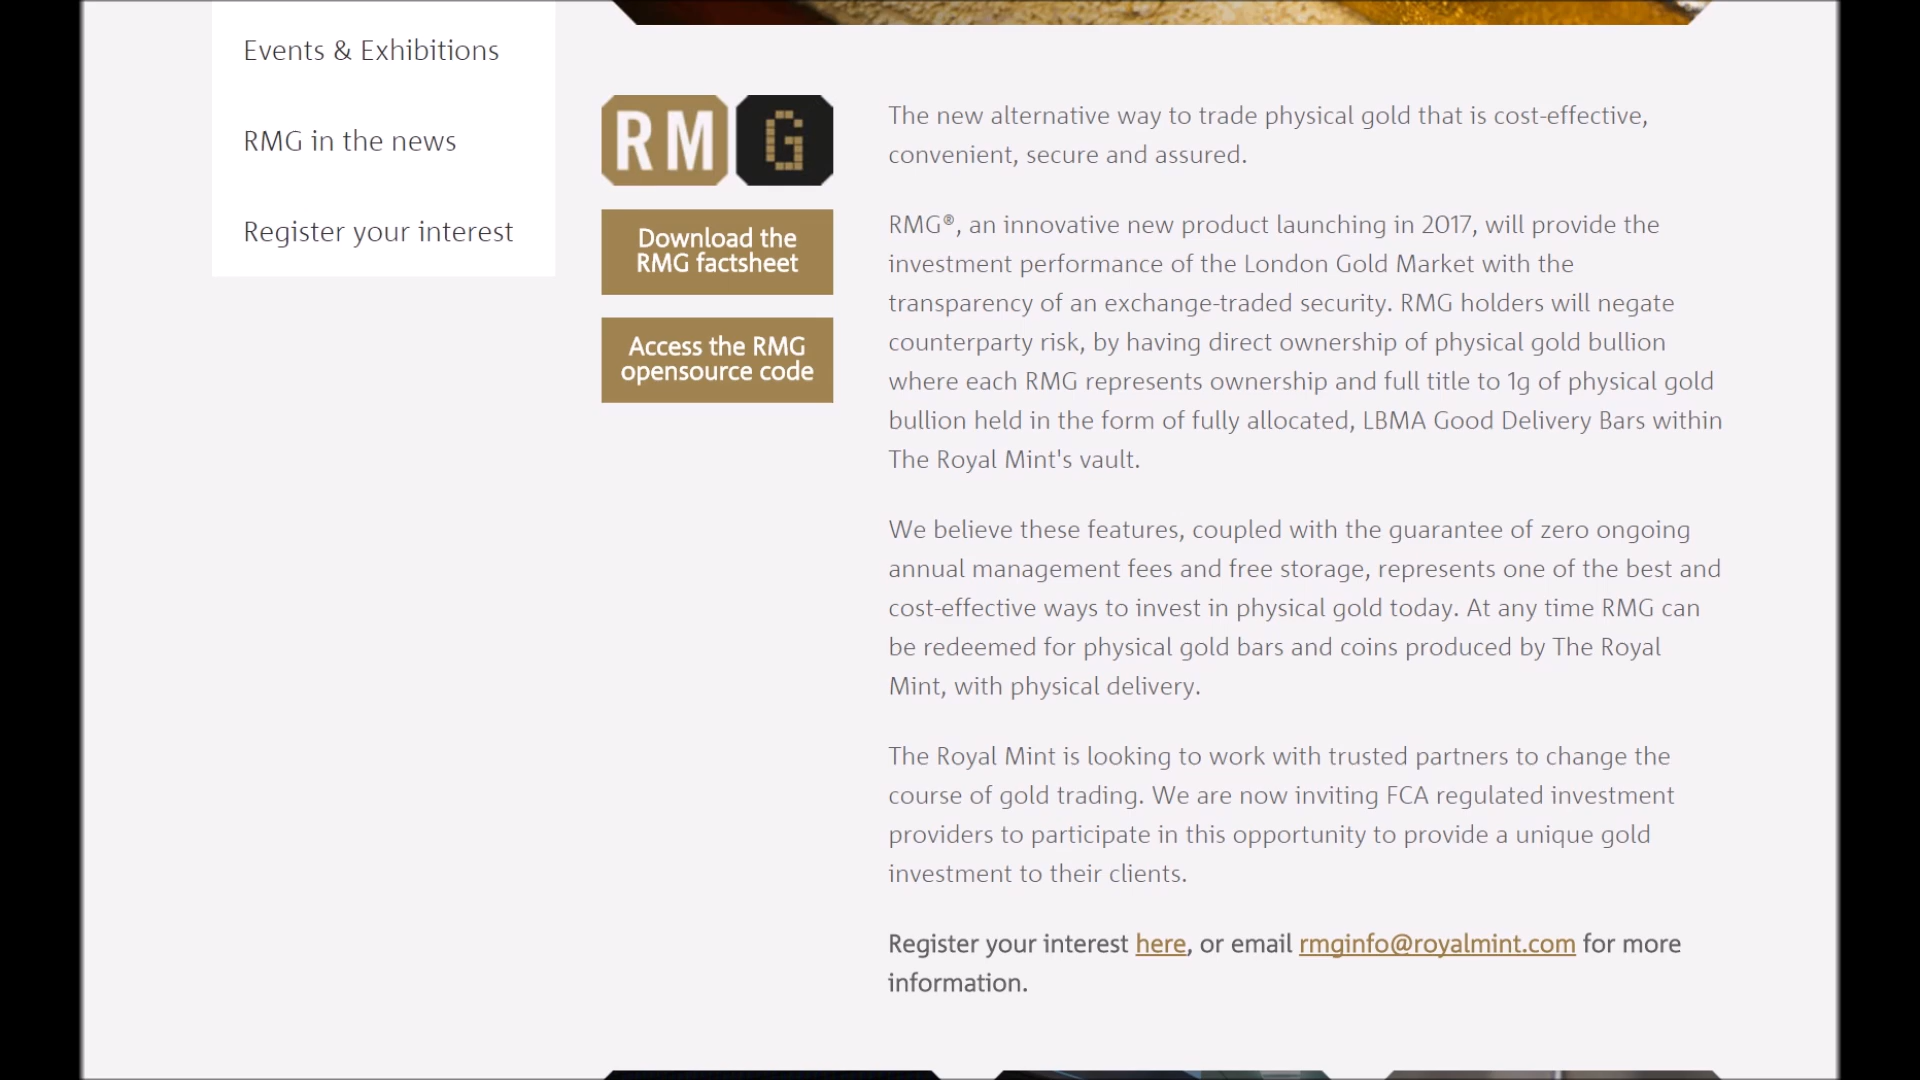 Events & Exhibitions
RMG in the news
Register your interest
RMG
Download the
RMG factsheet
Access the RMG
opensource code
The new alternative way to trade physical gold that is cost-effective,
convenient, secure and assured.
RMG®, an innovative new product launching in 2017, will provide the
investment performance of the London Gold Market with the
transparency of an exchange-traded security. RMG holders will negate
counterparty risk, by having direct ownership of physical gold bullion
where each RMG represents ownership and full title to 1g of physical gold
bullion held in the form of fully allocated, LBMA Good Delivery Bars within
The Royal Mint's vault.
We believe these features, coupled with the guarantee of zero ongoing
annual management fees and free storage, represents one of the best and
cost-effective ways to invest in physical gold today. At any time RMG can
be redeemed for physical gold bars and coins produced by The Royal
Mint, with physical delivery.
The Royal Mint is looking to work with trusted partners to change the
course of gold trading. We are now inviting FCA regulated investment
providers to participate in this opportunity to provide a unique gold
investment to their clients.
Register your interest here, or email rmginfo@royalmint.com for more
information.